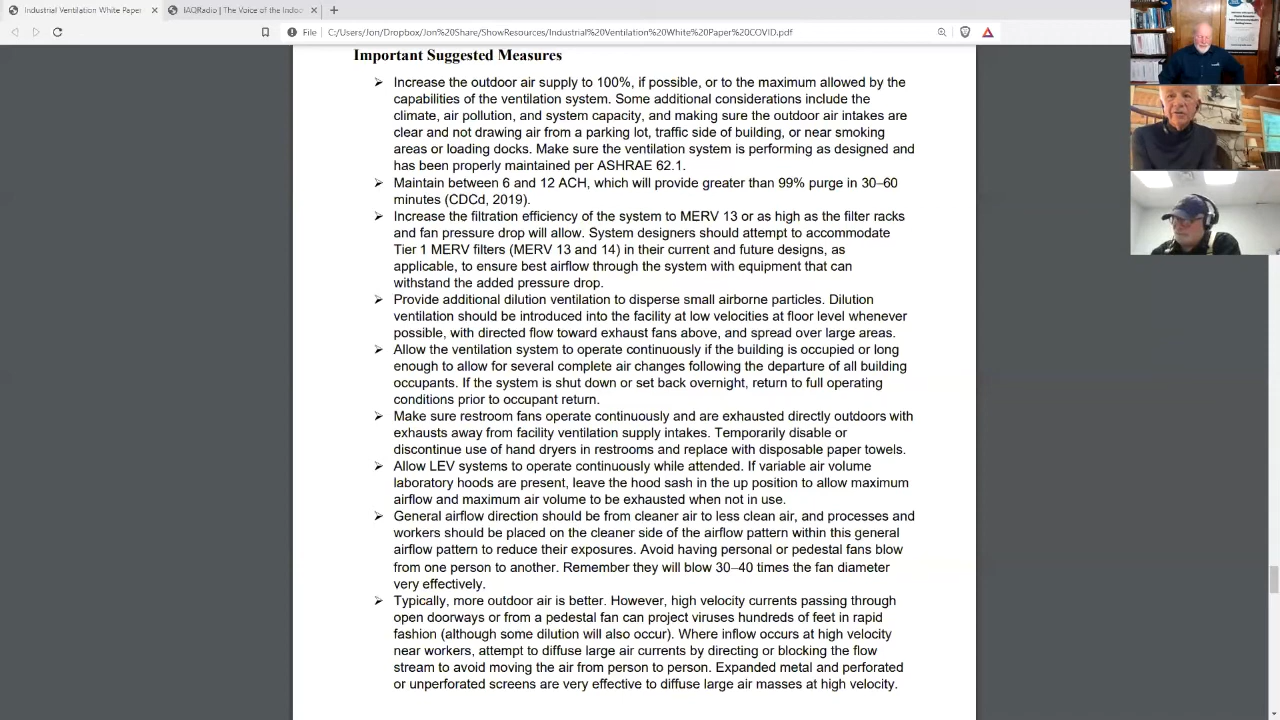 Industrial Ventilation White Paper
IAQRadio | The Voice of the Indoo
File
C:/Users/Jon/Dropbox/Jon%20Share/ShowResources/Industrial%20Ventilation%20White%20Paper%20COVID.pdf
Important Suggested Measures
➢ Increase the outdoor air supply to 100%, if possible, or to the maximum allowed by the
capabilities of the ventilation system. Some additional considerations include the
climate, air pollution, and system capacity, and making sure the outdoor air intakes are
clear and not drawing air from a parking lot, traffic side of building, or near smoking
areas or loading docks. Make sure the ventilation system is performing as designed and
has been properly maintained per ASHRAE 62.1.
➢ Maintain between 6 and 12 ACH, which will provide greater than 99% purge in 30–60
minutes (CDCd, 2019).
➢ Increase the filtration efficiency of the system to MERV 13 or as high as the filter racks
and fan pressure drop will allow. System designers should attempt to accommodate
Tier 1 MERV filters (MERV 13 and 14) in their current and future designs, as
applicable, to ensure best airflow through the system with equipment that can
withstand the added pressure drop.
➢ Provide additional dilution ventilation to disperse small airborne particles. Dilution
ventilation should be introduced into the facility at low velocities at floor level whenever
possible, with directed flow toward exhaust fans above, and spread over large areas.
➢ Allow the ventilation system to operate continuously if the building is occupied or long
enough to allow for several complete air changes following the departure of all building
occupants. If the system is shut down or set back overnight, return to full operating
conditions prior to occupant return.
➢ Make sure restroom fans operate continuously and are exhausted directly outdoors with
exhausts away from facility ventilation supply intakes. Temporarily disable or
discontinue use of hand dryers in restrooms and replace with disposable paper towels.
➢ Allow LEV systems to operate continuously while attended. If variable air volume
laboratory hoods are present, leave the hood sash in the up position to allow maximum
airflow and maximum air volume to be exhausted when not in use.
➢ General airflow direction should be from cleaner air to less clean air, and processes and
workers should be placed on the cleaner side of the airflow pattern within this general
airflow pattern to reduce their exposures. Avoid having personal or pedestal fans blow
from one person to another. Remember they will blow 30–40 times the fan diameter
very effectively.
➢ Typically, more outdoor air is better. However, high velocity currents passing through
open doorways or from a pedestal fan can project viruses hundreds of feet in rapid
fashion (although some dilution will also occur). Where inflow occurs at high velocity
near workers, attempt to diffuse large air currents by directing or blocking the flow
stream to avoid moving the air from person to person. Expanded metal and perforated
or unperforated screens are very effective to diffuse large air masses at high velocity.